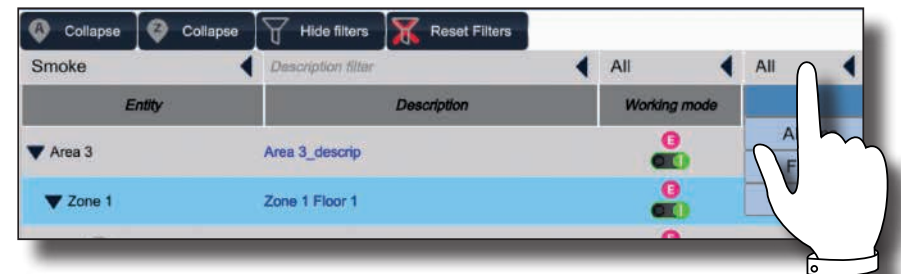 A Collapse Z Collapse Hide filters Reset Filters
Smoke Description filter All All
Entity Description Working mode
Area 3 Area 3_descrip E
Zone 1 Zone 1 Floor 1 E